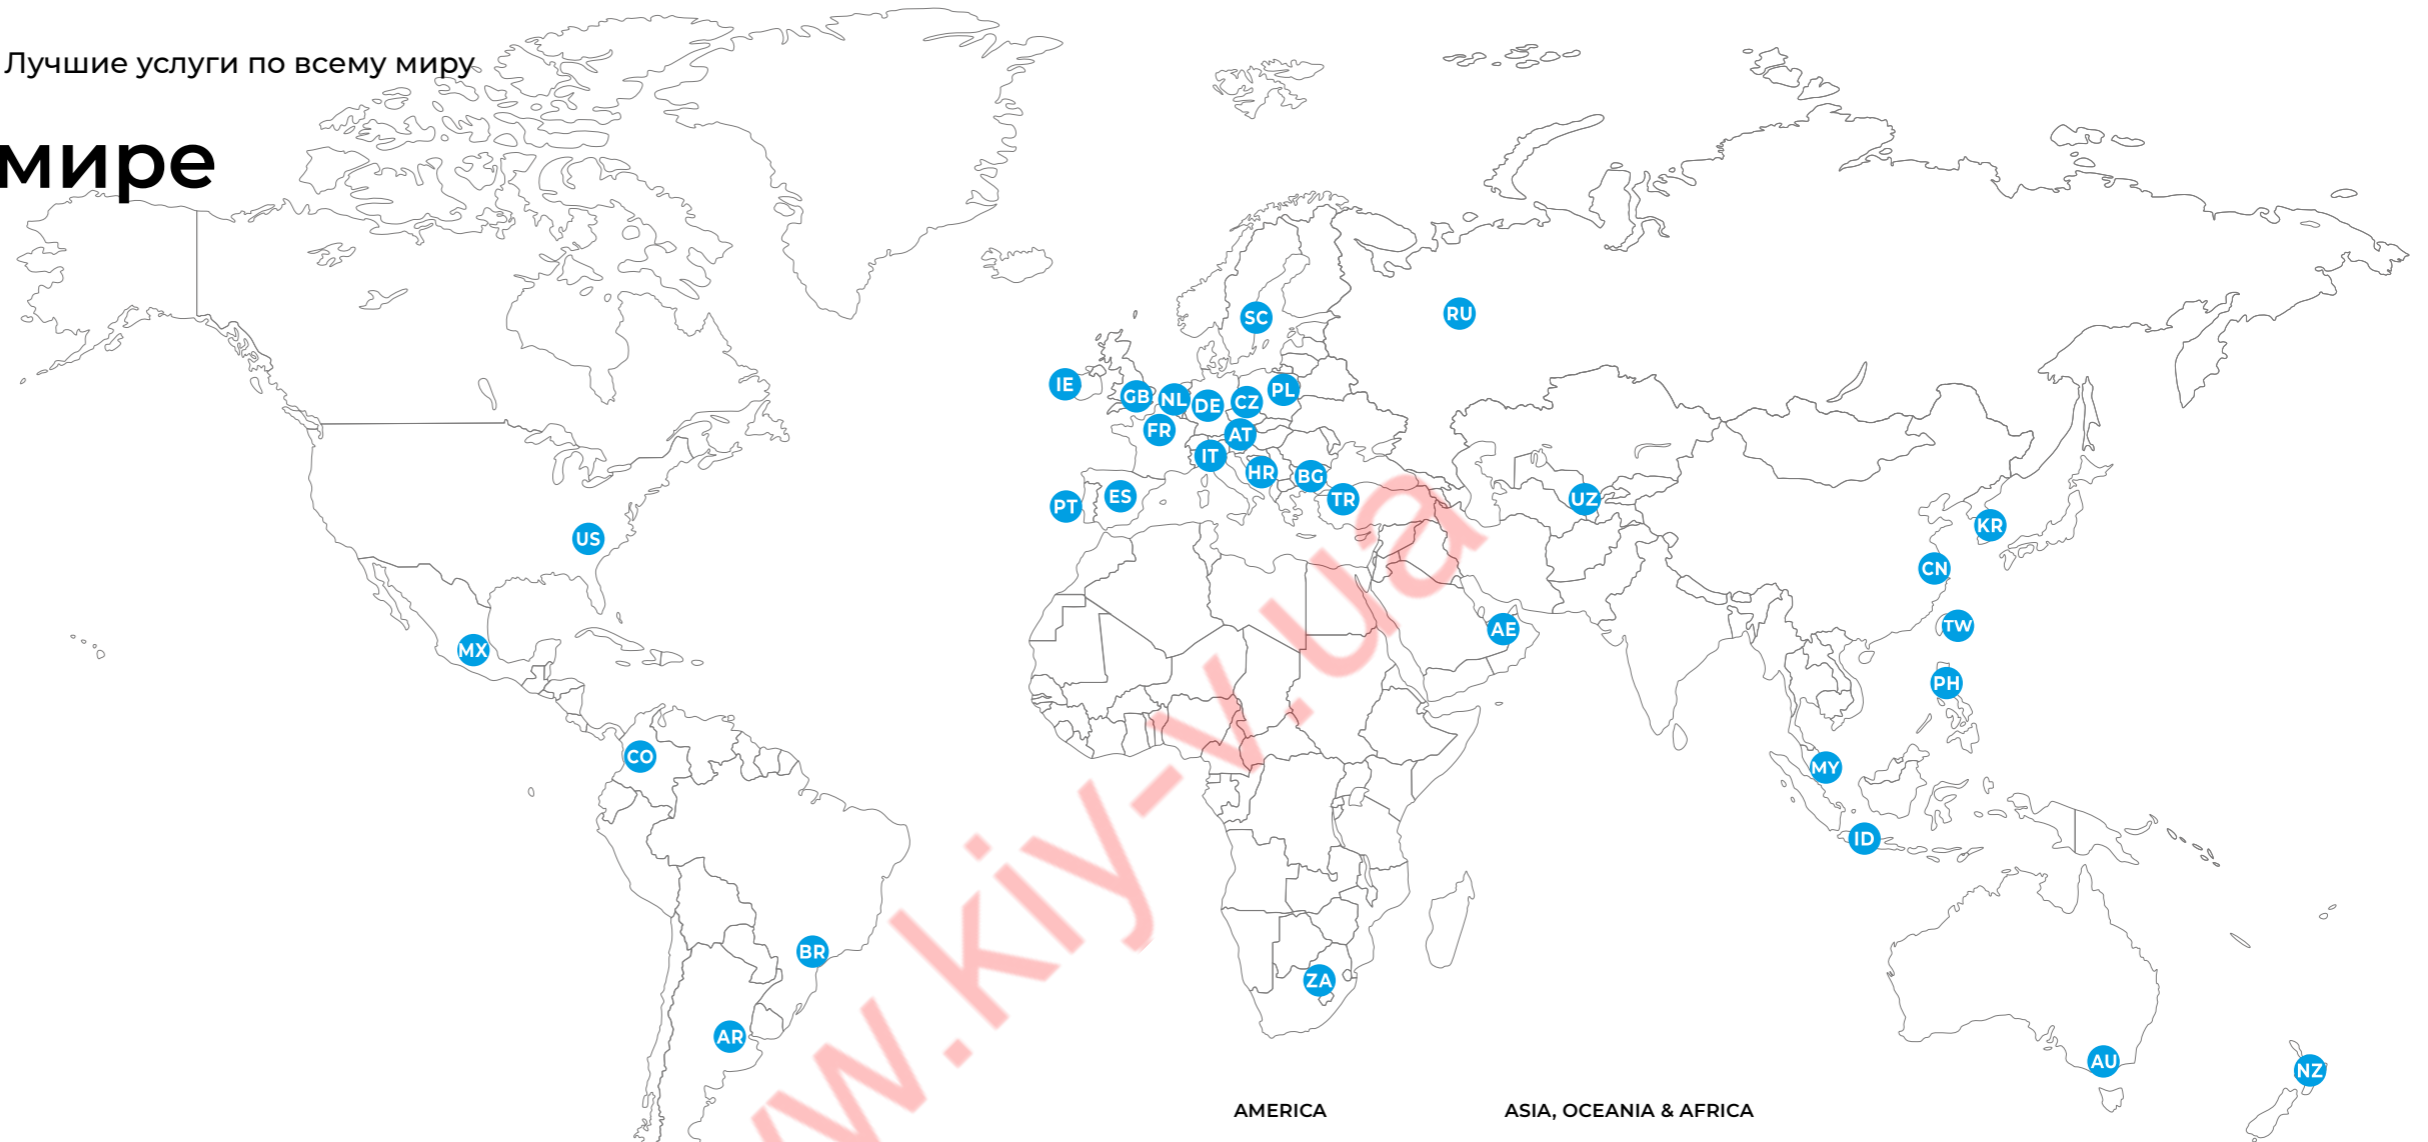 Лучшие услуги по всему миру
мире
SC
RU
IE
GB
NL
DE
CZ
PL
FR
AT
IT
HR
BG
PT
ES
TR
UZ
KR
US
CN
AE
TW
MX
PH
CO
MY
ID
BR
ZA
AR
AU
NZ
AMERICA
ASIA, OCEANIA & AFRICA
w.kiy-v.ua